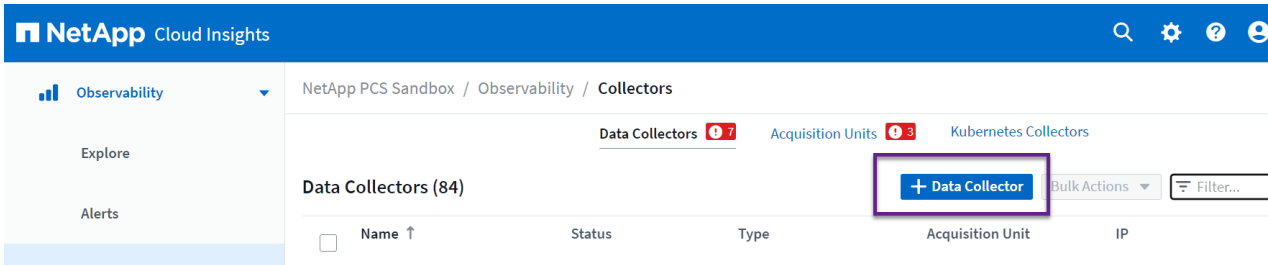 NetApp Cloud Insights
Observability
NetApp PCS Sandbox / Observability / Collectors
Data Collectors 7
Acquisition Units 3
Kubernetes Collectors
Explore
Data Collectors (84)
+ Data Collector
Bulk Actions
Filter...
Alerts
Name ↑ Status Type Acquisition Unit IP